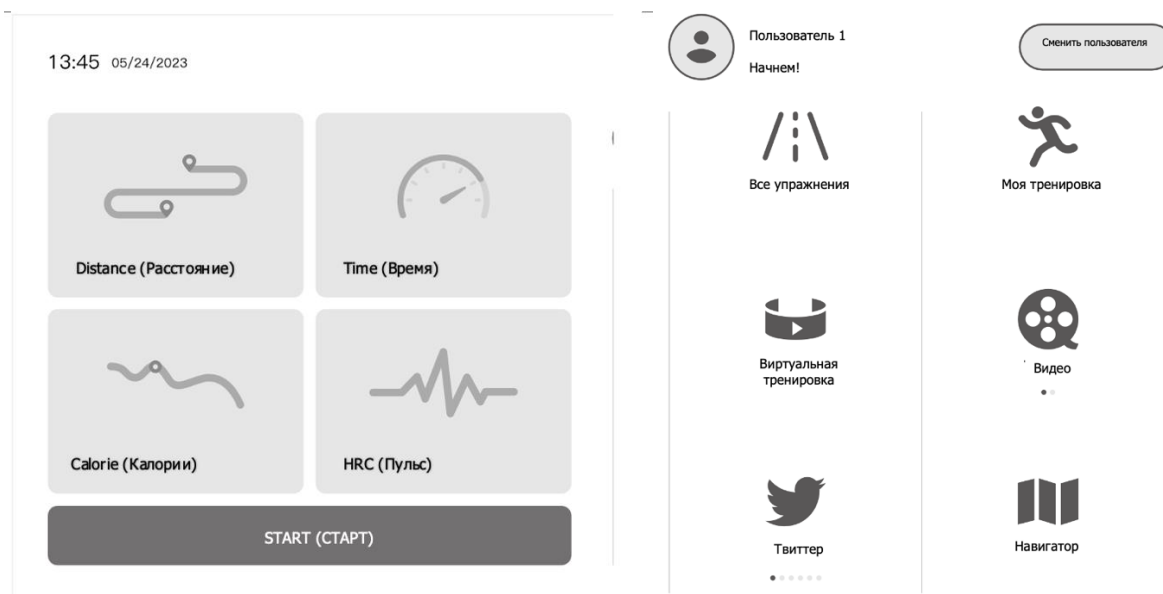 13:45 05/24/2023
Distance (Расстояние)
Time (Время)
Calorie (Калории)
HRC (Пульс)
START (СТАРТ)
Пользователь 1
Начнем!
Сменить пользователя
Все упражнения
Моя тренировка
Виртуальная
тренировка
Видео
Твиттер
Навигатор